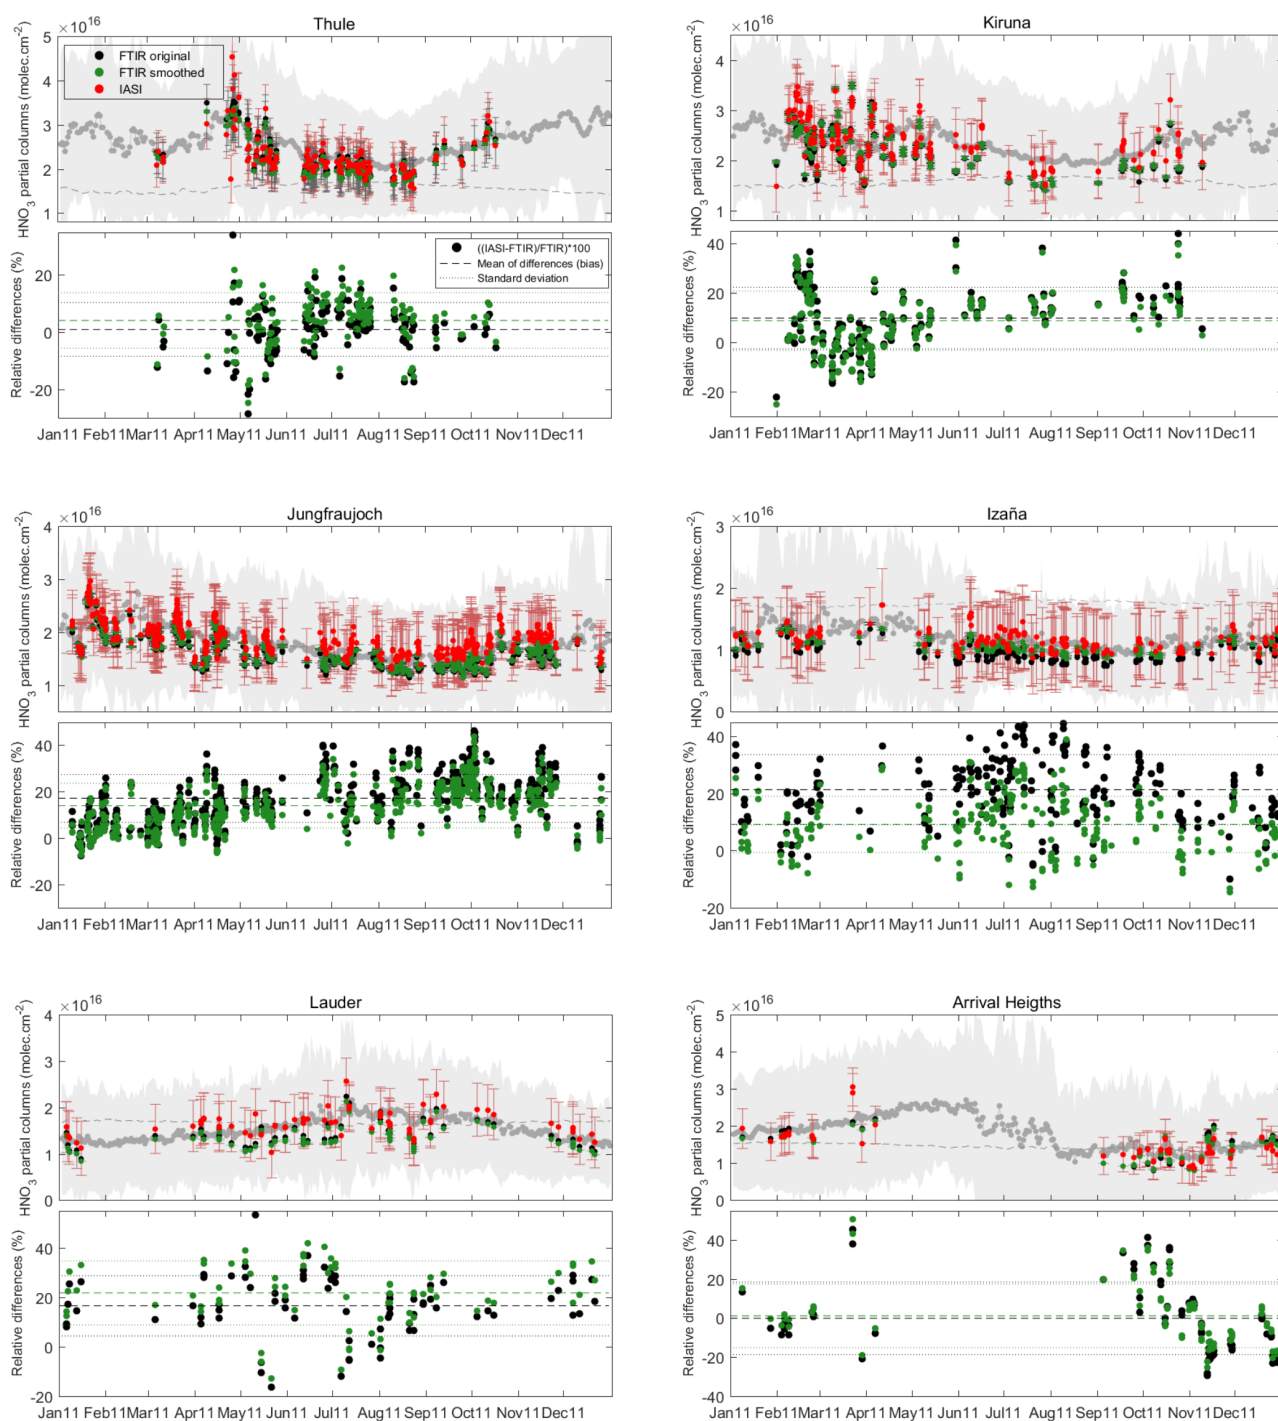 Thule
× 10^16
HNO3 partial columns (molec.cm-2)
5
4
3
2
1
FTIR original
FTIR smoothed
IASI
Relative differences (%)
20
0
-20
((IASI-FTIR)/FTIR)*100
Mean of differences (bias)
Standard deviation
Jan11 Feb11 Mar11 Apr11 May11 Jun11 Jul11 Aug11 Sep11 Oct11 Nov11 Dec11
Kiruna
× 10^16
HNO3 partial columns (molec.cm-2)
4
3
2
1
Relative differences (%)
40
20
0
-20
Jan11 Feb11 Mar11 Apr11 May11 Jun11 Jul11 Aug11 Sep11 Oct11 Nov11 Dec11
Jungfraujoch
× 10^16
HNO3 partial columns (molec.cm-2)
4
3
2
1
Relative differences (%)
40
20
0
-20
Jan11 Feb11 Mar11 Apr11 May11 Jun11 Jul11 Aug11 Sep11 Oct11 Nov11 Dec11
Izaña
× 10^16
HNO3 partial columns (molec.cm-2)
3
2
1
0
Relative differences (%)
40
20
0
-20
Jan11 Feb11 Mar11 Apr11 May11 Jun11 Jul11 Aug11 Sep11 Oct11 Nov11 Dec11
Lauder
× 10^16
HNO3 partial columns (molec.cm-2)
4
3
2
1
0
Relative differences (%)
40
20
0
-20
Jan11 Feb11 Mar11 Apr11 May11 Jun11 Jul11 Aug11 Sep11 Oct11 Nov11 Dec11
Arrival Heigths
× 10^16
HNO3 partial columns (molec.cm-2)
5
4
3
2
1
0
Relative differences (%)
40
20
0
-20
-40
Jan11 Feb11 Mar11 Apr11 May11 Jun11 Jul11 Aug11 Sep11 Oct11 Nov11 Dec11